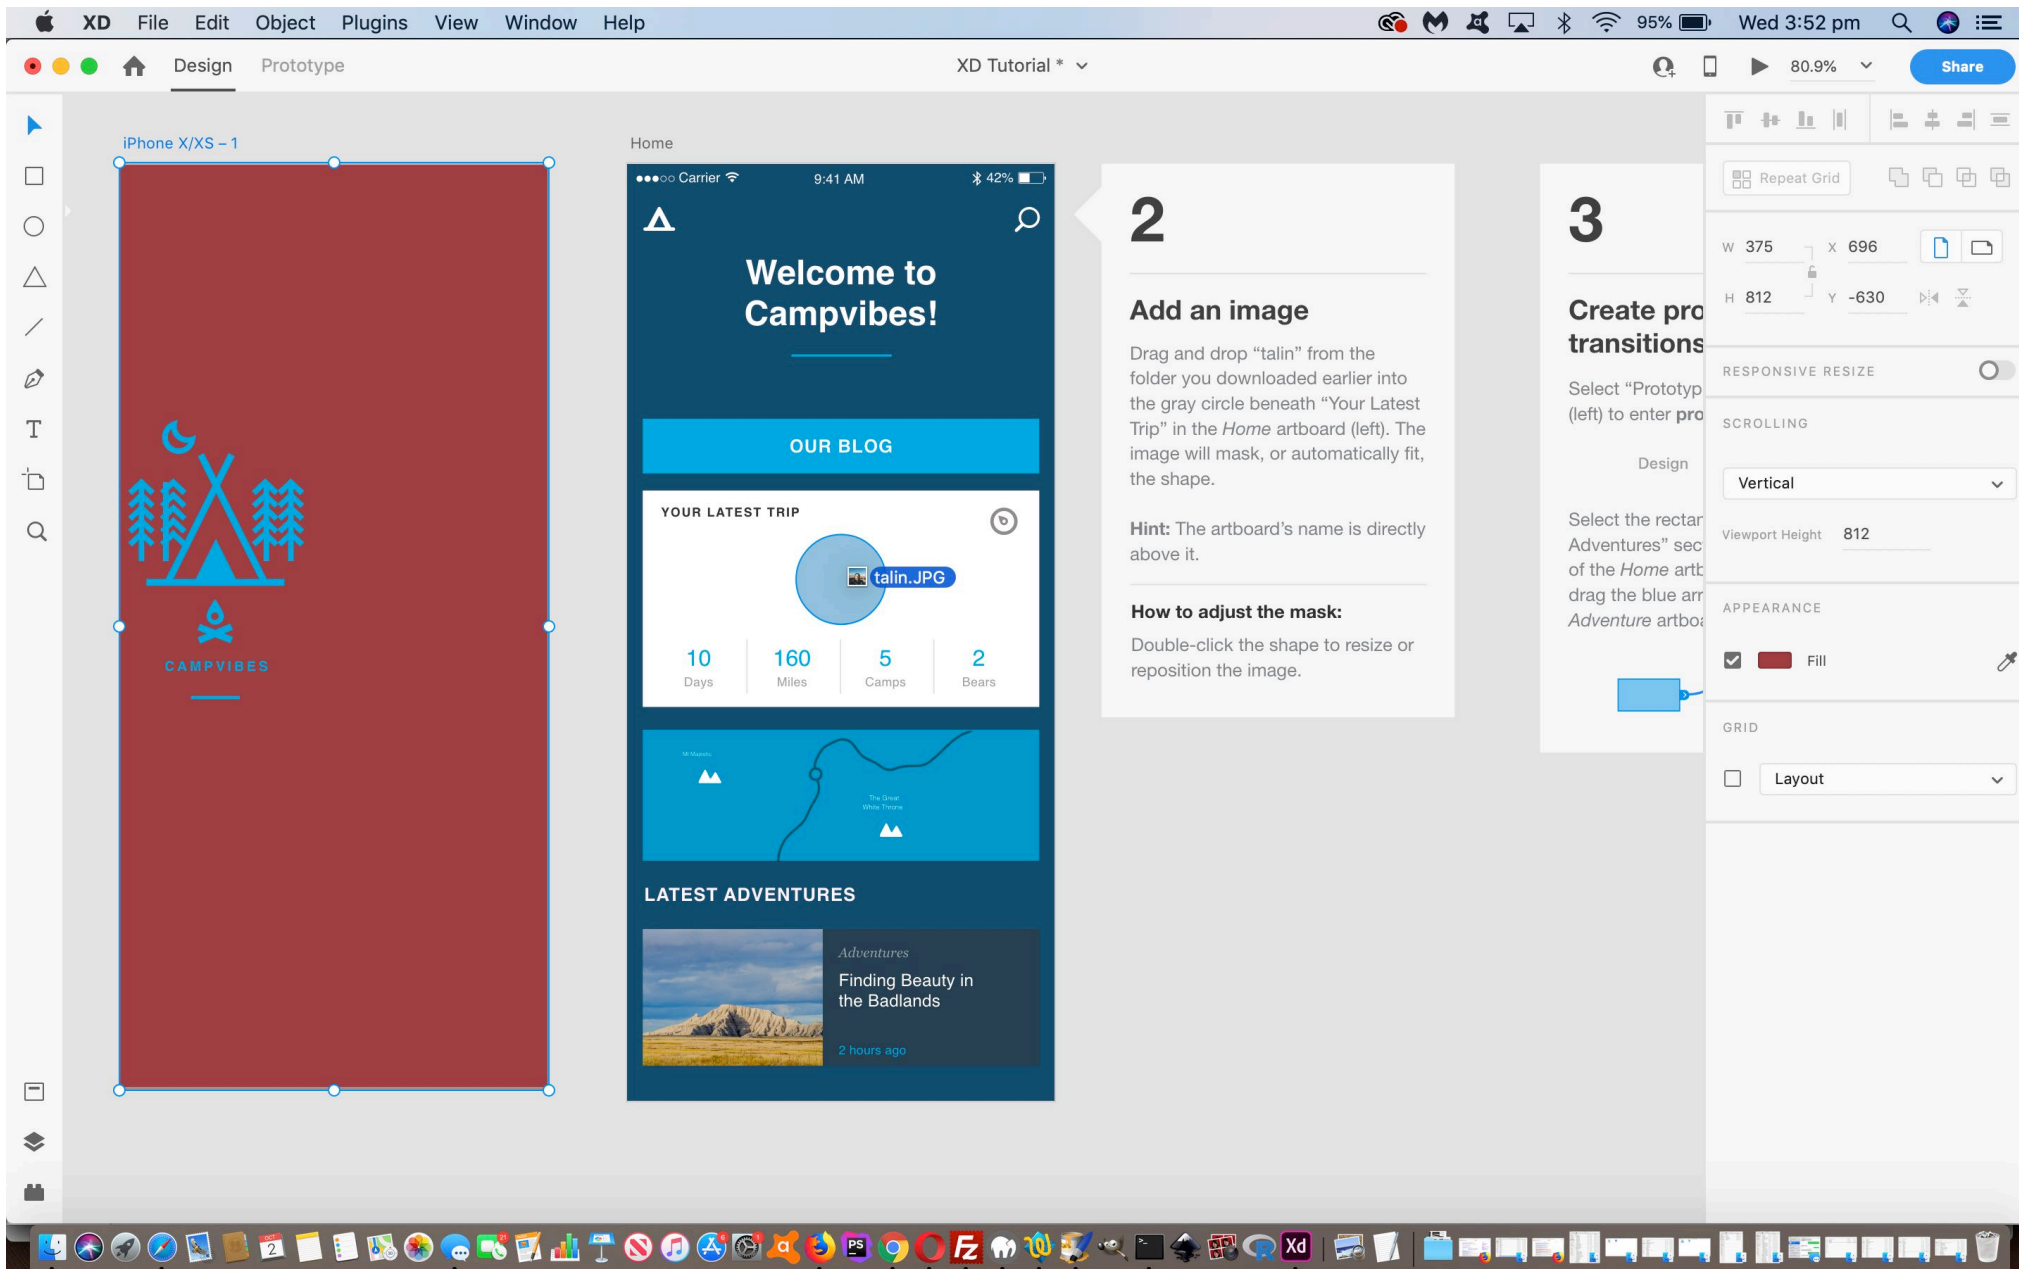 XD File Edit Object Plugins View Window Help 95% Wed 3:52 pm
Design Prototype XD Tutorial * 80.9% Share
iPhone X/XS – 1
CAMPVIBES
Home
Carrier 9:41 AM 42%
Welcome to
Campvibes!
OUR BLOG
YOUR LATEST TRIP
talin.JPG
10 160 5 2
Days Miles Camps Bears
Mt Majestic
The Great
White Throne
LATEST ADVENTURES
Adventures
Finding Beauty in
the Badlands
2 hours ago
2
Add an image
Drag and drop “talin” from the
folder you downloaded earlier into
the gray circle beneath “Your Latest
Trip” in the Home artboard (left). The
image will mask, or automatically fit,
the shape.
Hint: The artboard’s name is directly
above it.
How to adjust the mask:
Double-click the shape to resize or
reposition the image.
3
Create pro
transitions
Select “Prototyp
(left) to enter pro
Design
Select the rectar
Adventures” sec
of the Home artb
drag the blue arr
Adventure artboa
Repeat Grid
W 375 X 696
H 812 Y -630
RESPONSIVE RESIZE
SCROLLING
Vertical
Viewport Height 812
APPEARANCE
Fill
GRID
Layout